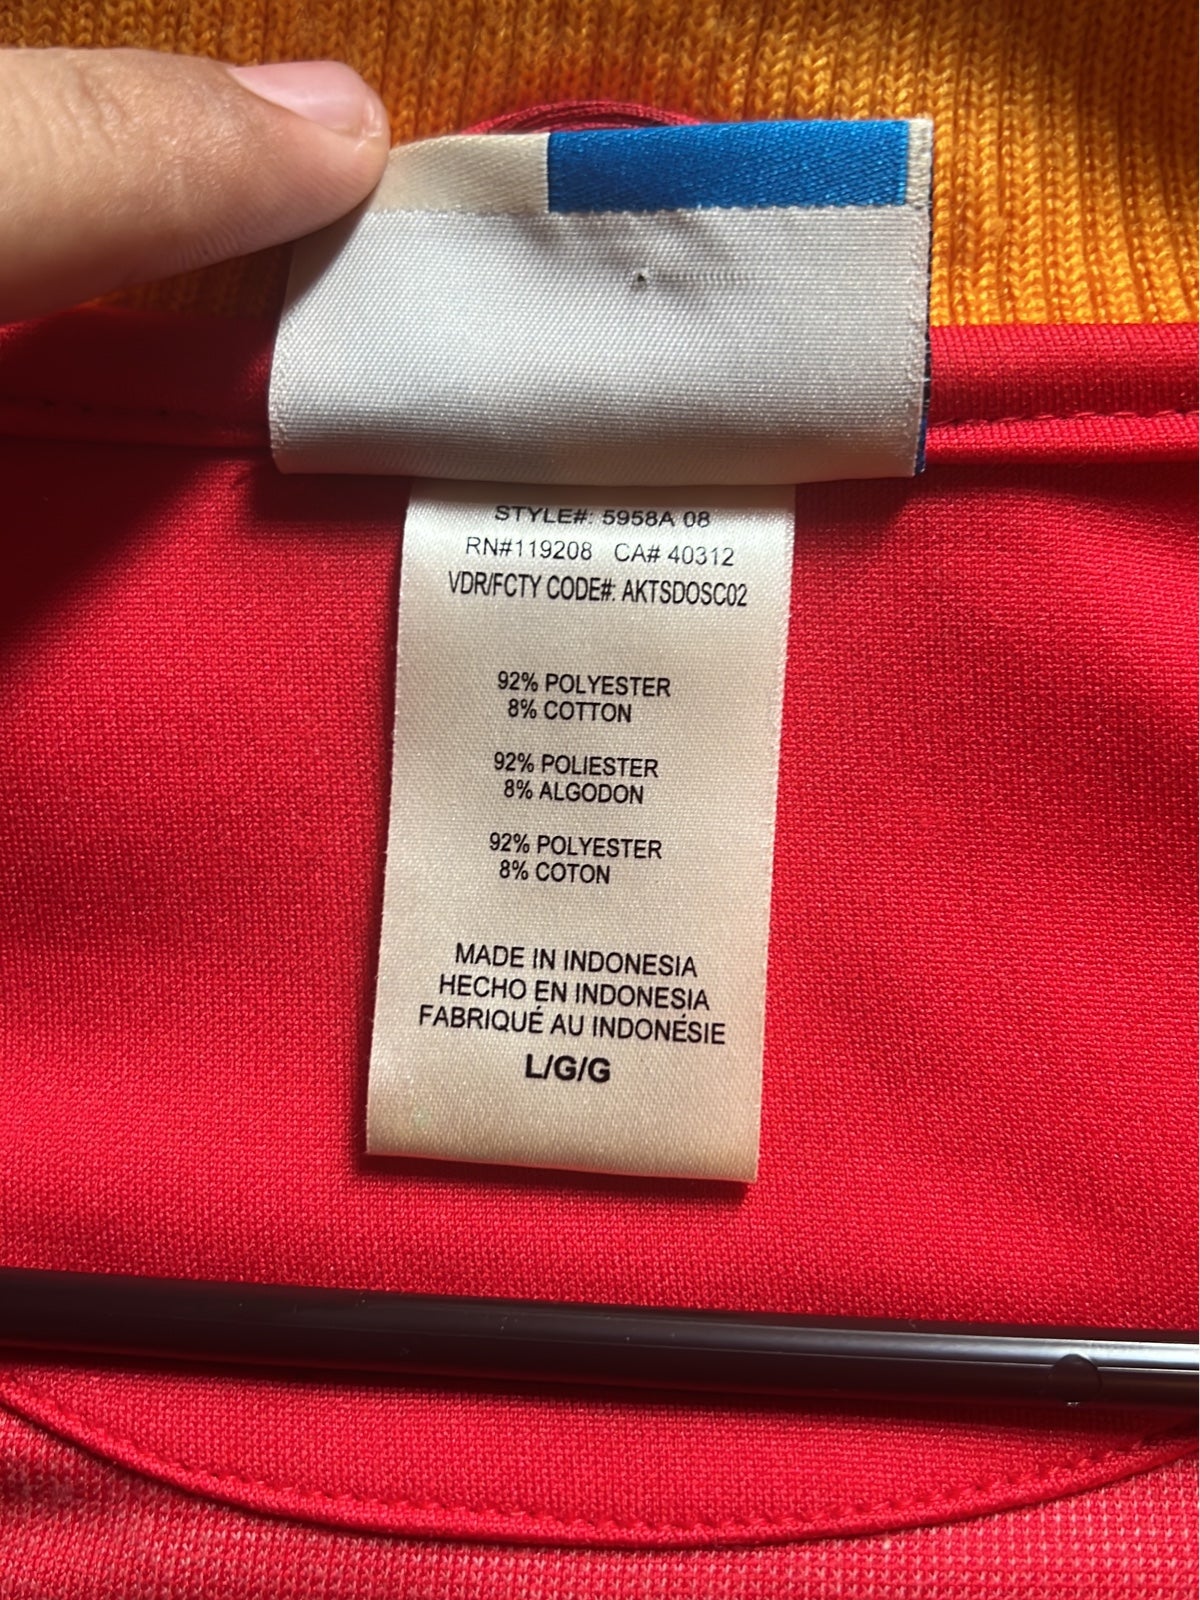 STYLE#: 5958A 08
RN#119208 CA# 40312
VDR/FCTY CODE#: AKTSDOSC02
92% POLYESTER
8% COTTON
92% POLIESTER
8% ALGODON
92% POLYESTER
8% COTON
MADE IN INDONESIA
HECHO EN INDONESIA
FABRIQUÉ AU INDONÉSIE
L/G/G